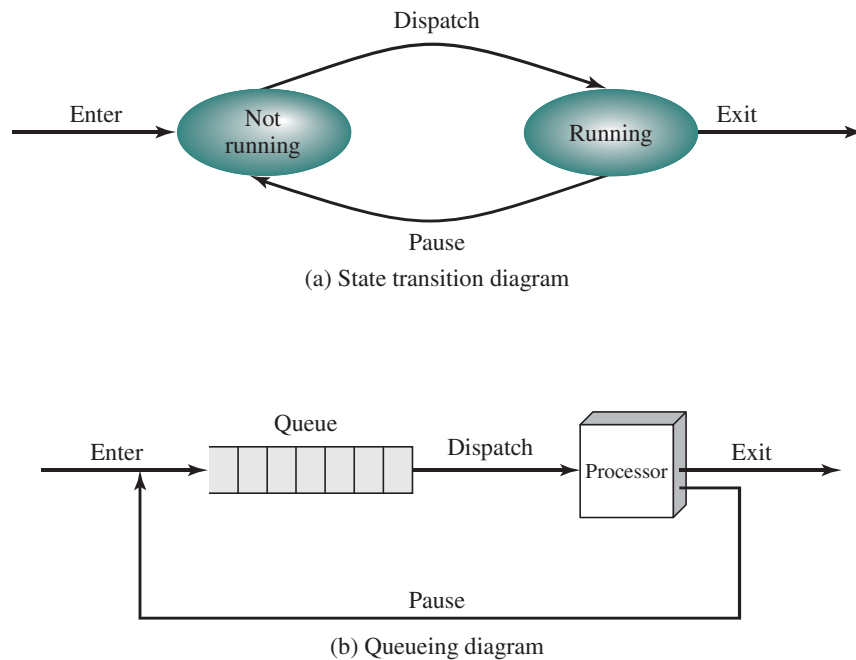 Dispatch
Enter
Not
running
Running
Exit
Pause
(a) State transition diagram
Queue
Enter
Dispatch
Processor
Exit
Pause
(b) Queueing diagram